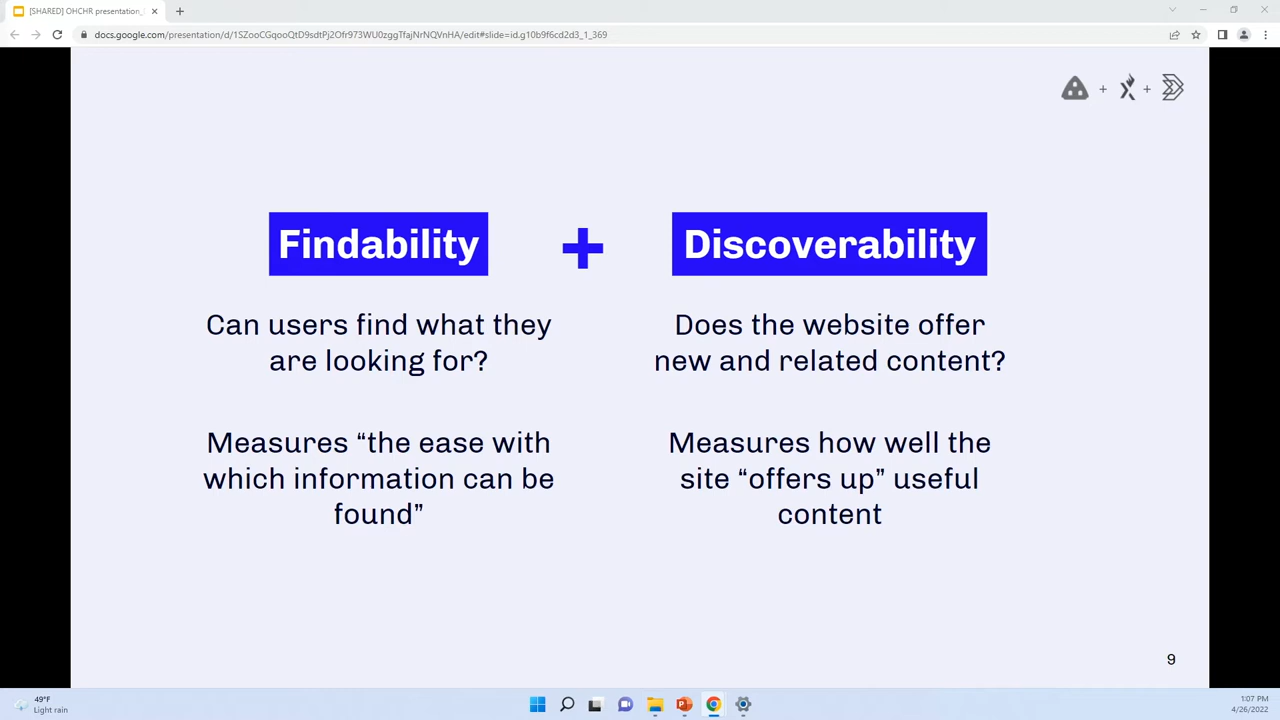 [SHARED] OHCHR presentation_
docs.google.com/presentation/d/1SZooCGqooQtD9sdtPj2Ofr973WU0zggTfajNrNQVnHA/edit#slide=id.g10b9f6cd2d3_1_369
Findability + Discoverability
Can users find what they
are looking for?
Measures “the ease with
which information can be
found”
Does the website offer
new and related content?
Measures how well the
site “offers up” useful
content
9
49°F
Light rain
1:07 PM
4/26/2022